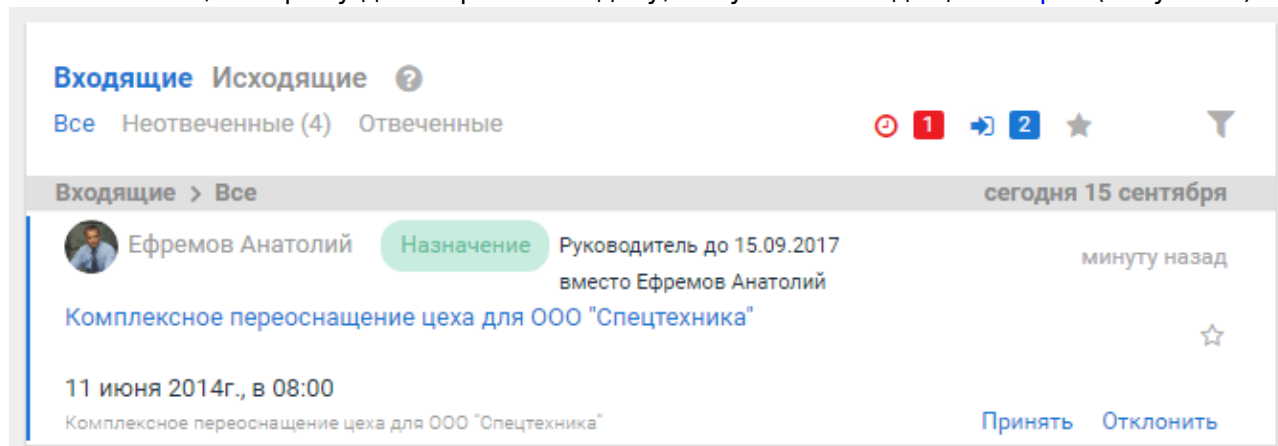 Входящие Исходящие ?
Все Неотвеченные (4) Отвеченные 1 2
Входящие > Все сегодня 15 сентября
Ефремов Анатолий Назначение Руководитель до 15.09.2017 минуту назад
вместо Ефремов Анатолий
Комплексное переоснащение цеха для ООО "Спецтехника"
11 июня 2014г., в 08:00
Комплексное переоснащение цеха для ООО "Спецтехника" Принять Отклонить